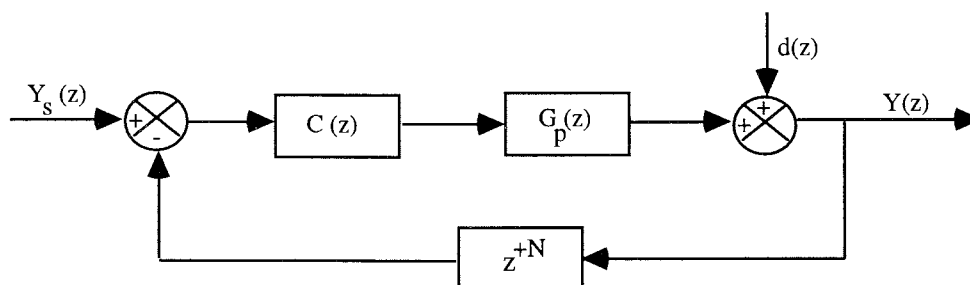 d(z)
Y_s(z)
C(z)
G_p(z)
Y(z)
+
-
+
+
z^{+N}